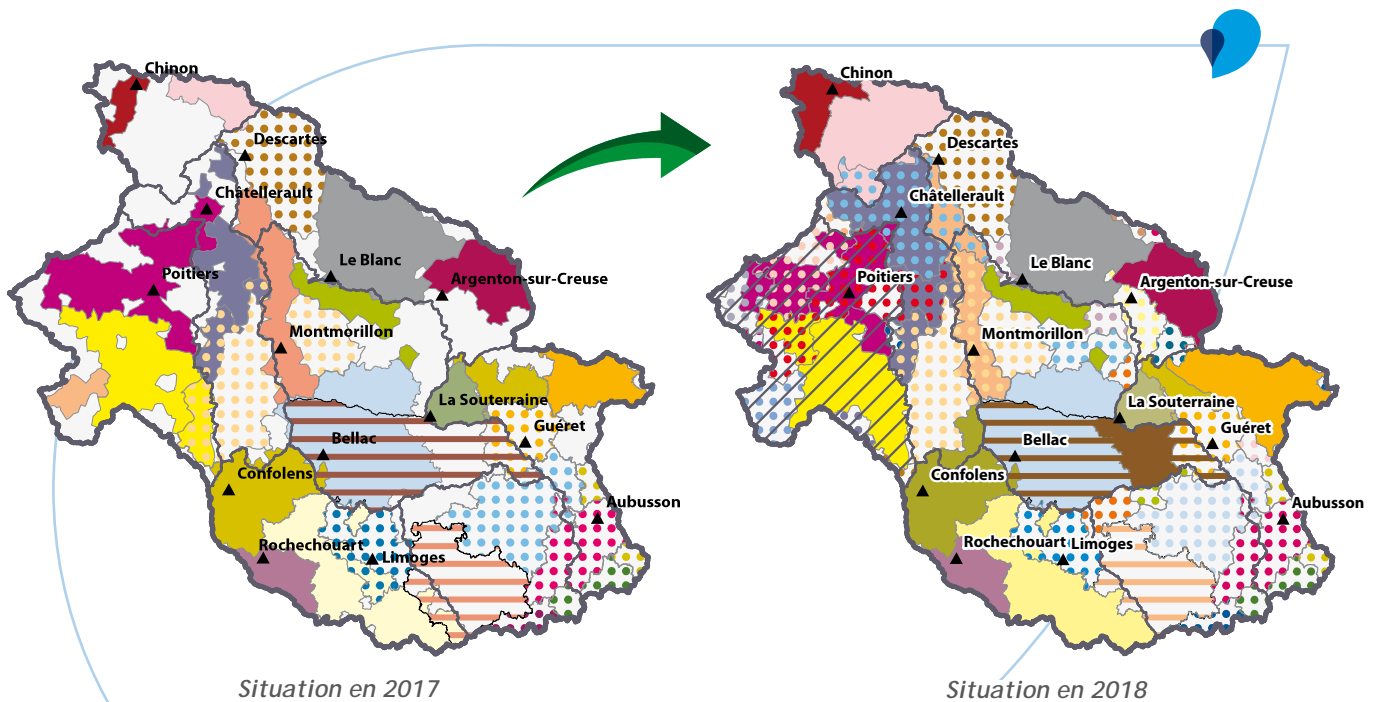 Chinon
Descartes
Châtellerault
Le Blanc
Poitiers
Argenton-sur-Creuse
Montmorillon
La Souterraine
Guéret
Bellac
Confolens
Aubusson
Rochechouart
Limoges
Situation en 2017
Chinon
Descartes
Châtellerault
Le Blanc
Poitiers
Argenton-sur-Creuse
Montmorillon
La Souterraine
Guéret
Bellac
Confolens
Aubusson
Rochechouart
Limoges
Situation en 2018